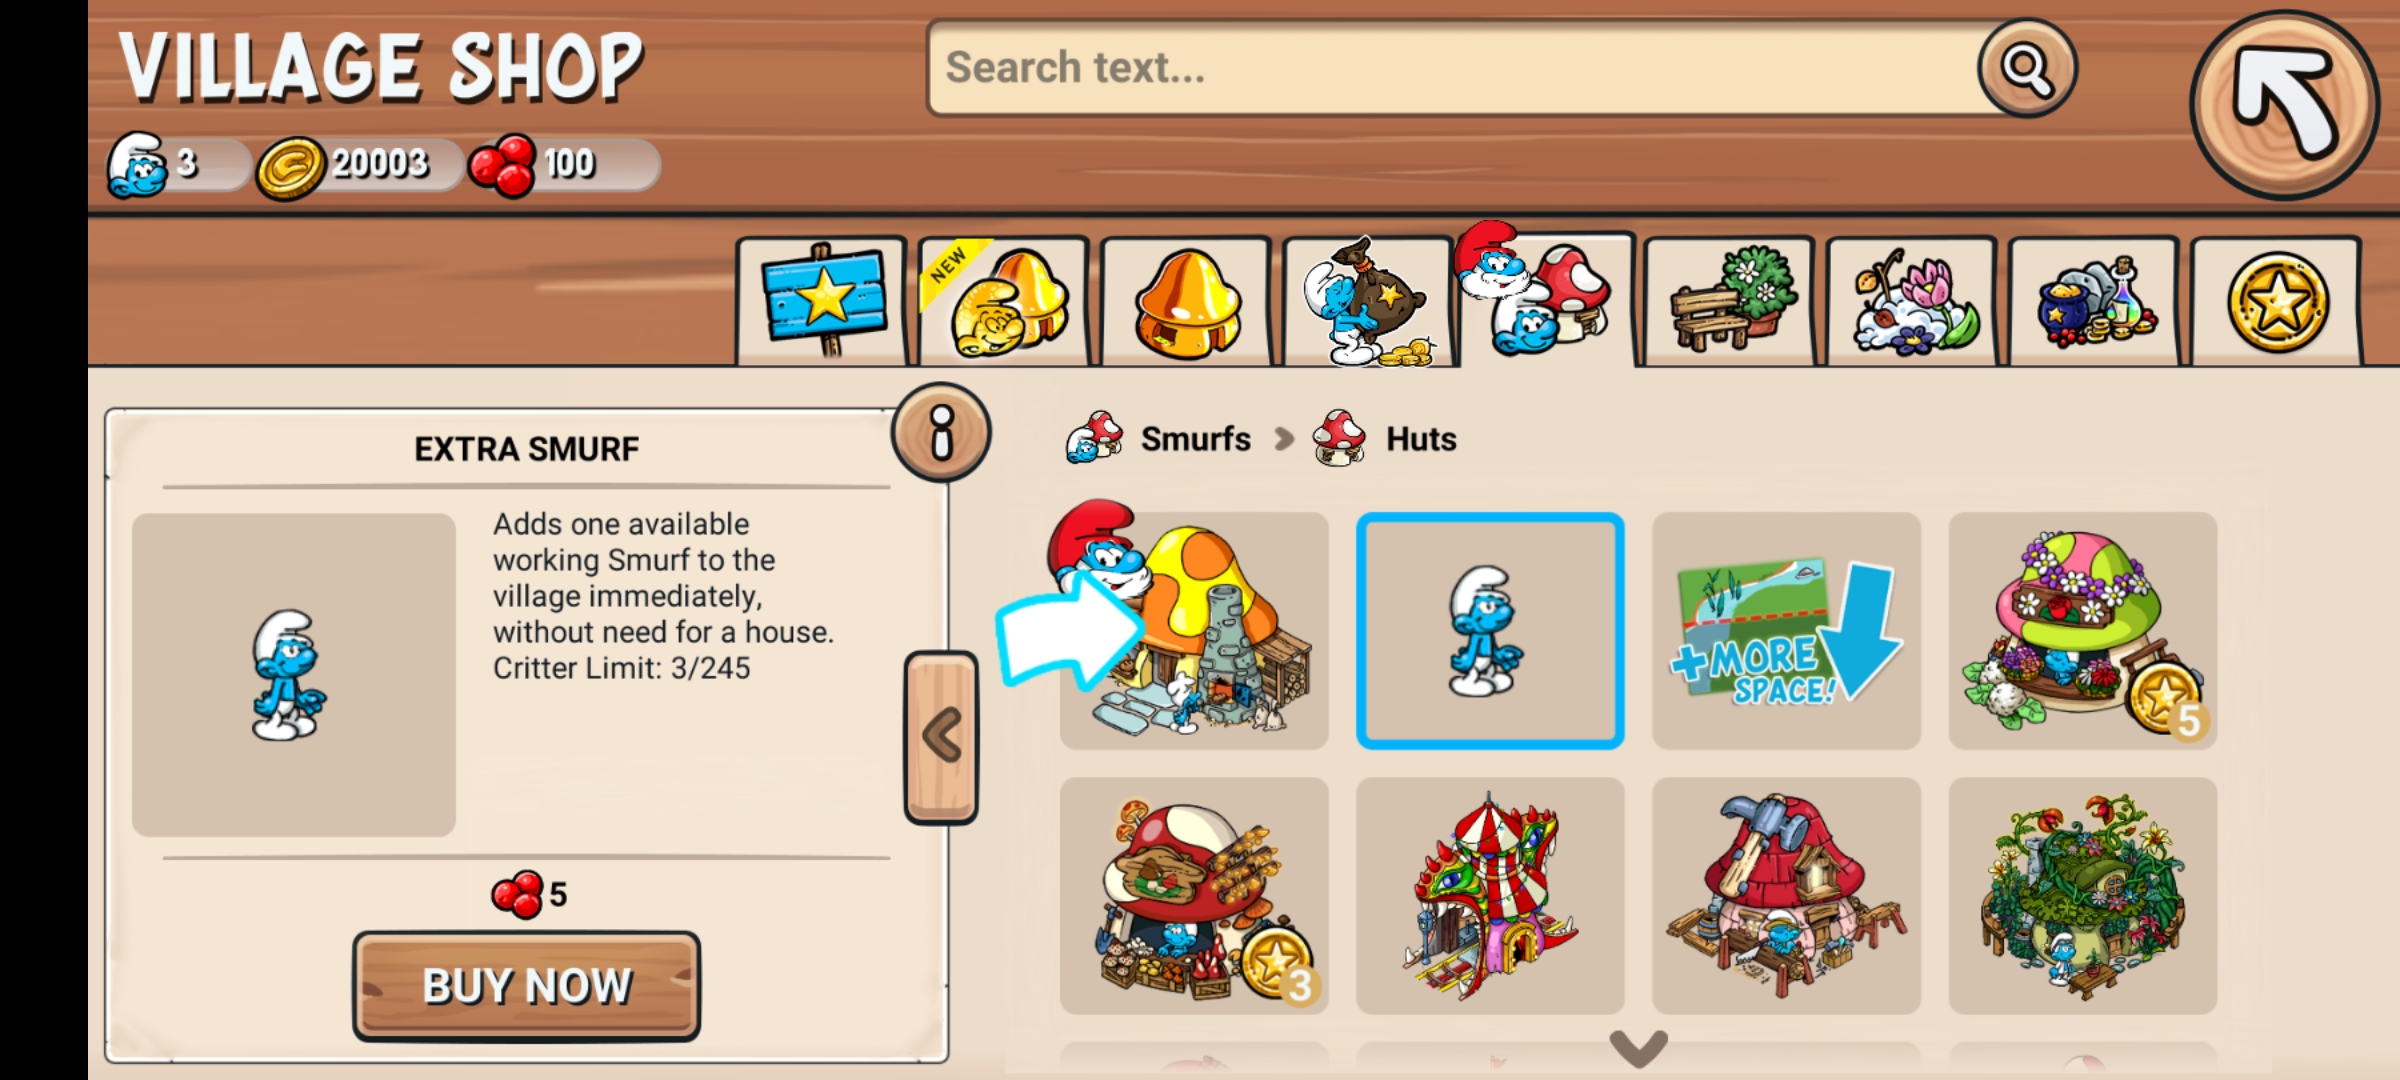 VILLAGE SHOP
Search text...
3
20003
100
NEW
EXTRA SMURF
Adds one available
working Smurf to the
village immediately,
without need for a house.
Critter Limit: 3/245
5
BUY NOW
Smurfs
Huts
+MORE
SPACE!
5
3